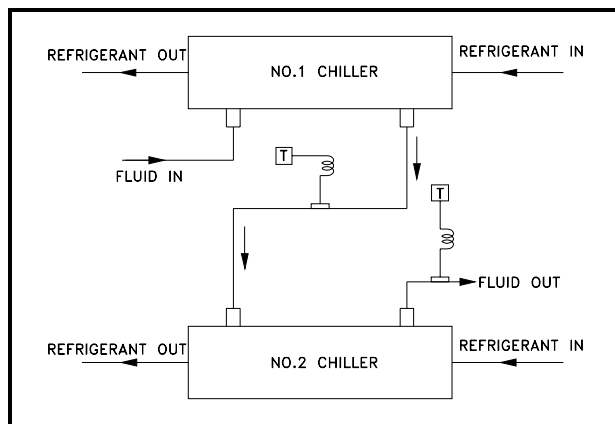 REFRIGERANT OUT
NO.1 CHILLER
REFRIGERANT IN
FLUID IN
T
T
FLUID OUT
REFRIGERANT OUT
NO.2 CHILLER
REFRIGERANT IN